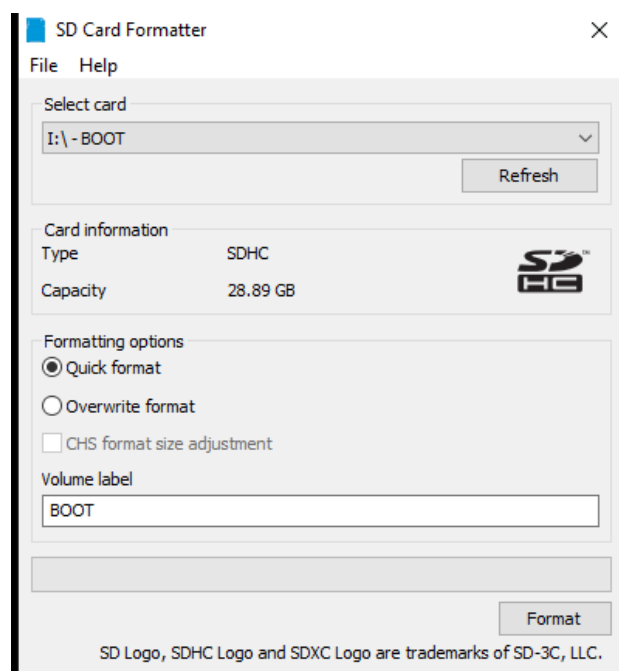 SD Card Formatter
File Help
Select card
I:\ - BOOT
Refresh
Card information
Type SDHC
Capacity 28.89 GB
SD™
HC
Formatting options
Quick format
Overwrite format
CHS format size adjustment
Volume label
BOOT
Format
SD Logo, SDHC Logo and SDXC Logo are trademarks of SD-3C, LLC.